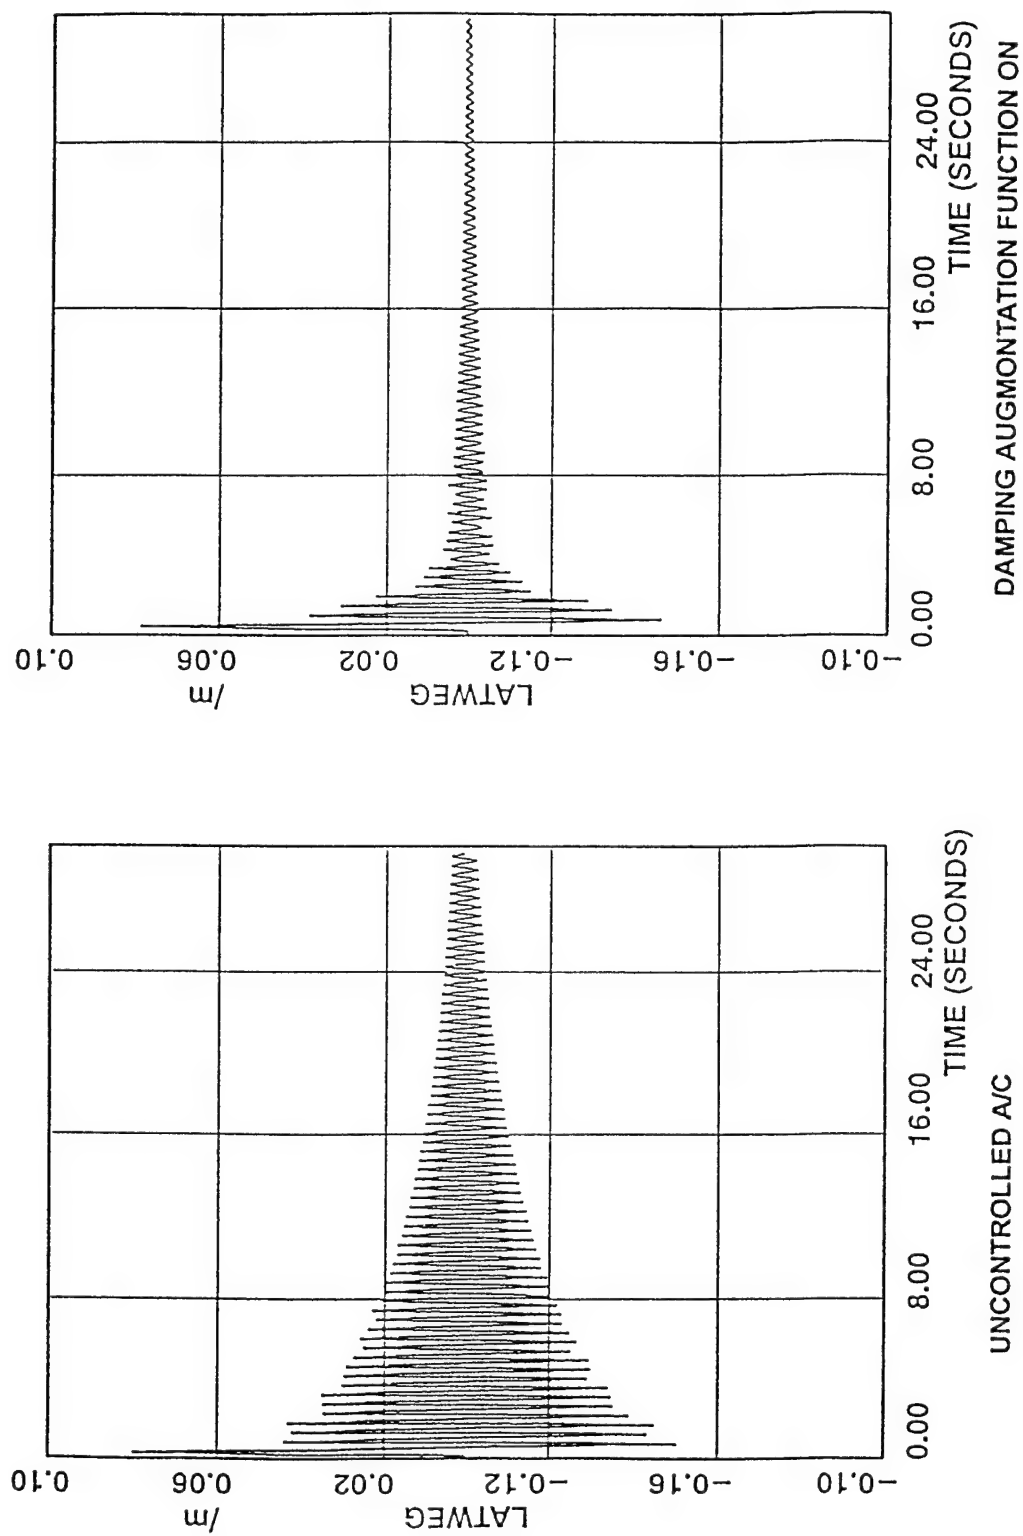 0.10
0.06
0.02
-0.12
-0.16
-0.10
/m
LATWEG
0.00
8.00
16.00
24.00
TIME (SECONDS)
UNCONTROLLED A/C
0.10
0.06
0.02
-0.12
-0.16
-0.10
/m
LATWEG
0.00
8.00
16.00
24.00
TIME (SECONDS)
DAMPING AUGMONTATION FUNCTION ON